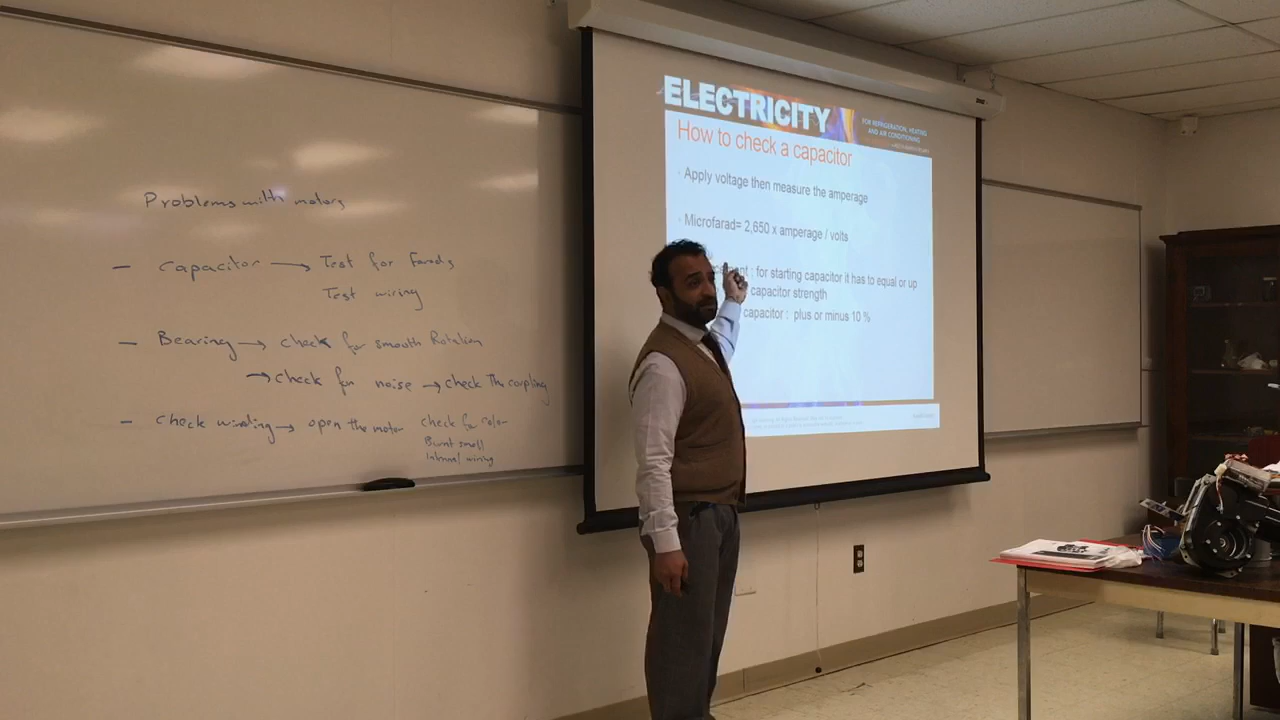 Problems with motors
- Capacitor → Test for Farads
Test wiring
- Bearing → check for smooth Rotation
→ check for noise → check The coupling
- check winding → open the motor check for color
Burnt smell
Internal wiring
ELECTRICITY
FOR REFRIGERATION, HEATING
AND AIR CONDITIONING
How to check a capacitor
Apply voltage then measure the amperage
Microfarad= 2,650 x amperage / volts
: for starting capacitor it has to equal or up
capacitor strength
capacitor : plus or minus 10 %